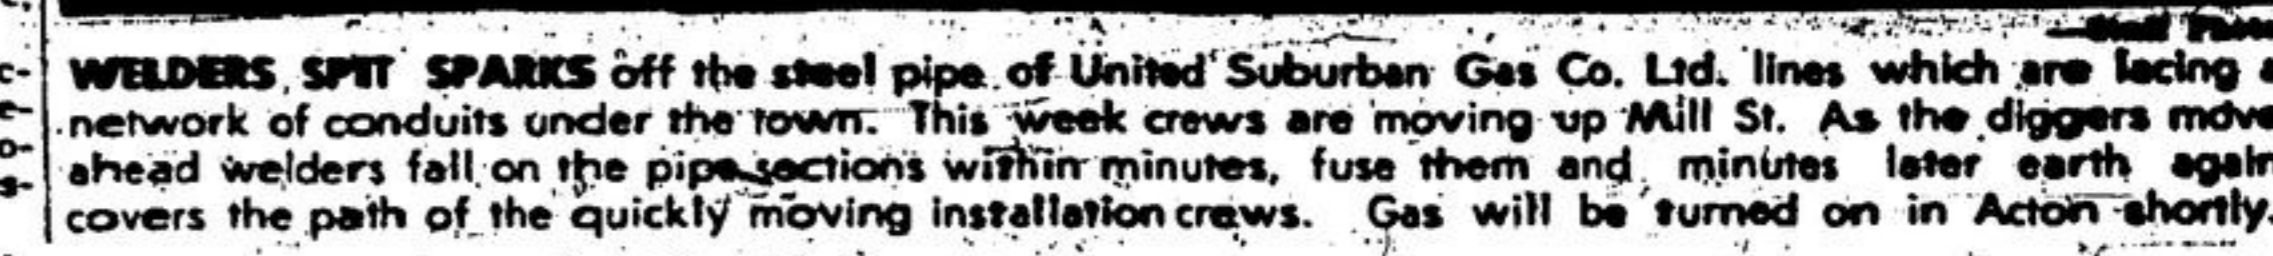 —Staff Photo
WELDERS SPIT SPARKS off the steel pipe of United Suburban Gas Co. Ltd. lines which are lacing a
network of conduits under the town. This week crews are moving up Mill St. As the diggers move
ahead welders fall on the pipe sections within minutes, fuse them and minutes later earth again
covers the path of the quickly moving installation crews. Gas will be turned on in Acton shortly.